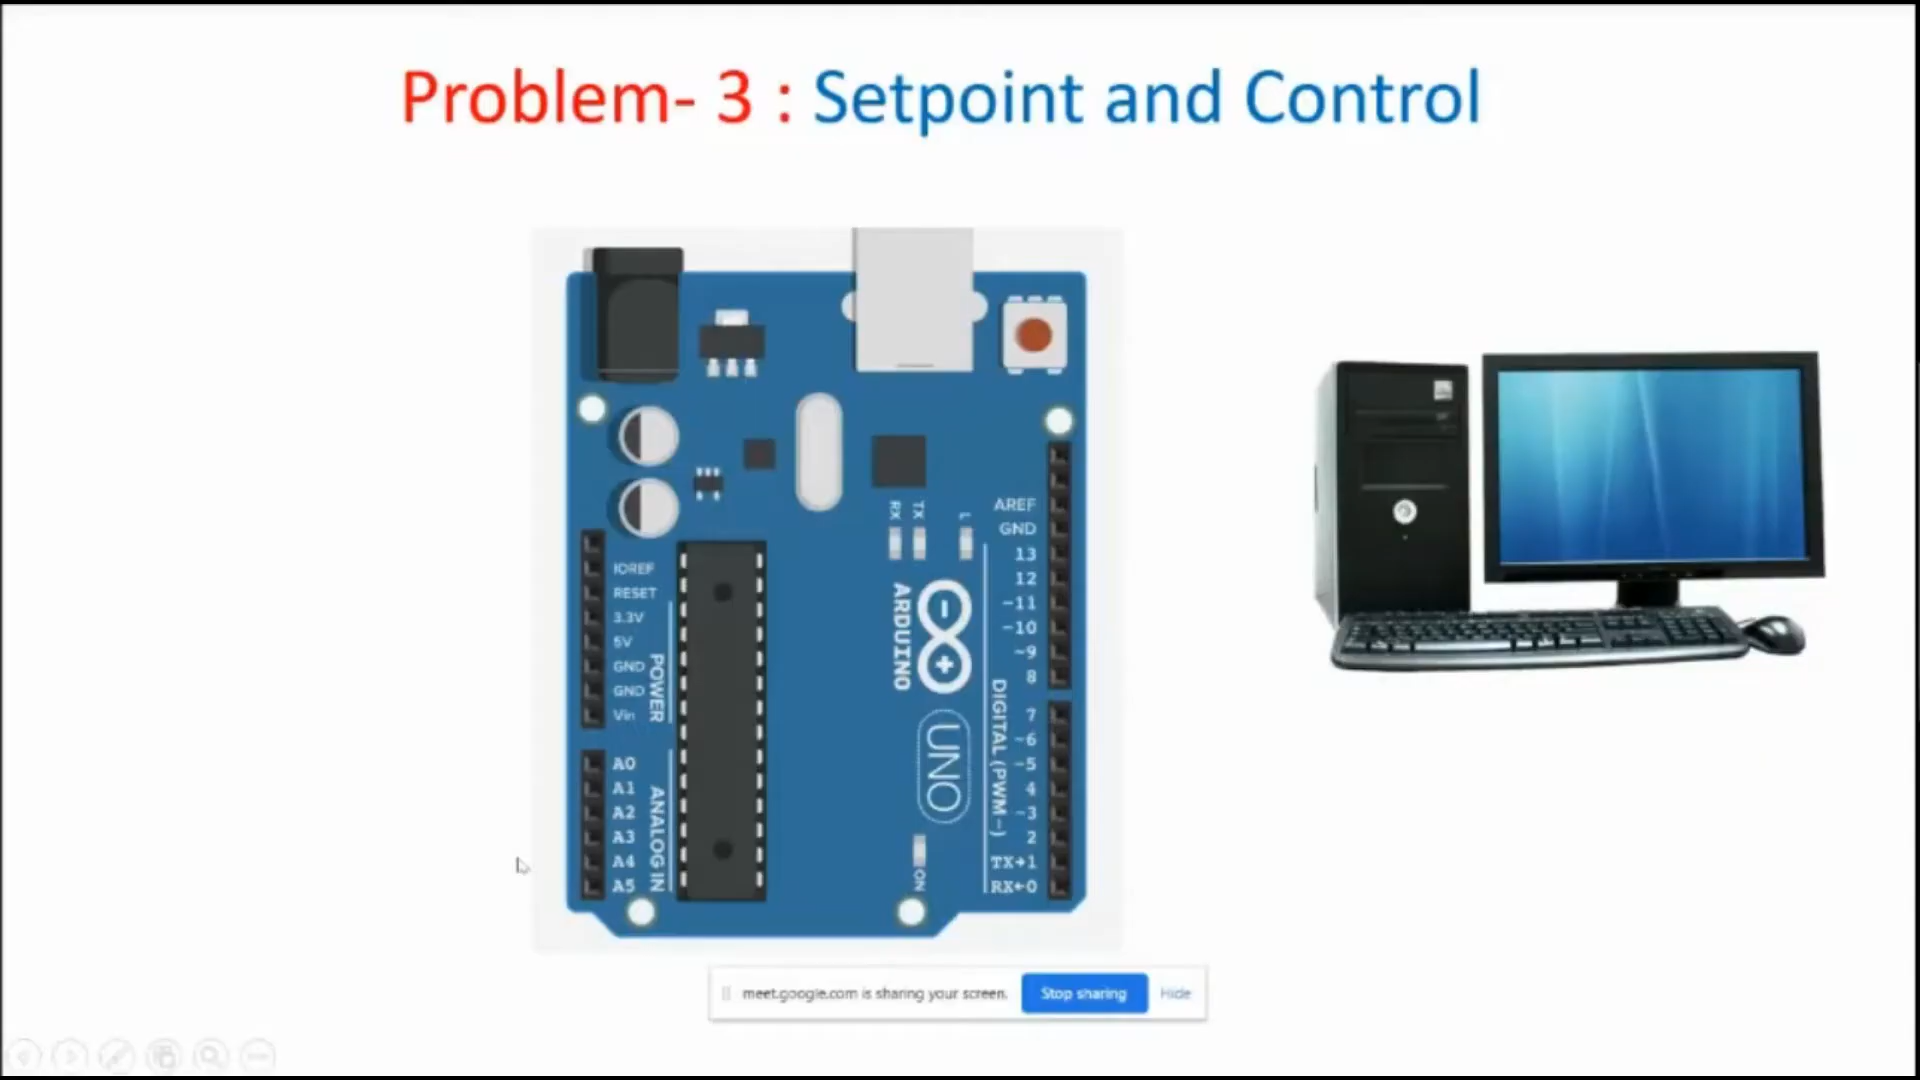 Problem- 3 : Setpoint and Control
RX
TX
L
AREF
GND
13
12
~11
~10
~9
8
7
~6
~5
4
~3
2
TX→1
RX←0
DIGITAL (PWM~)
IOREF
RESET
3.3V
5V
GND
GND
Vin
POWER
A0
A1
A2
A3
A4
A5
ANALOG IN
ARDUINO
UNO
ON
meet.google.com is sharing your screen.
Stop sharing
Hide